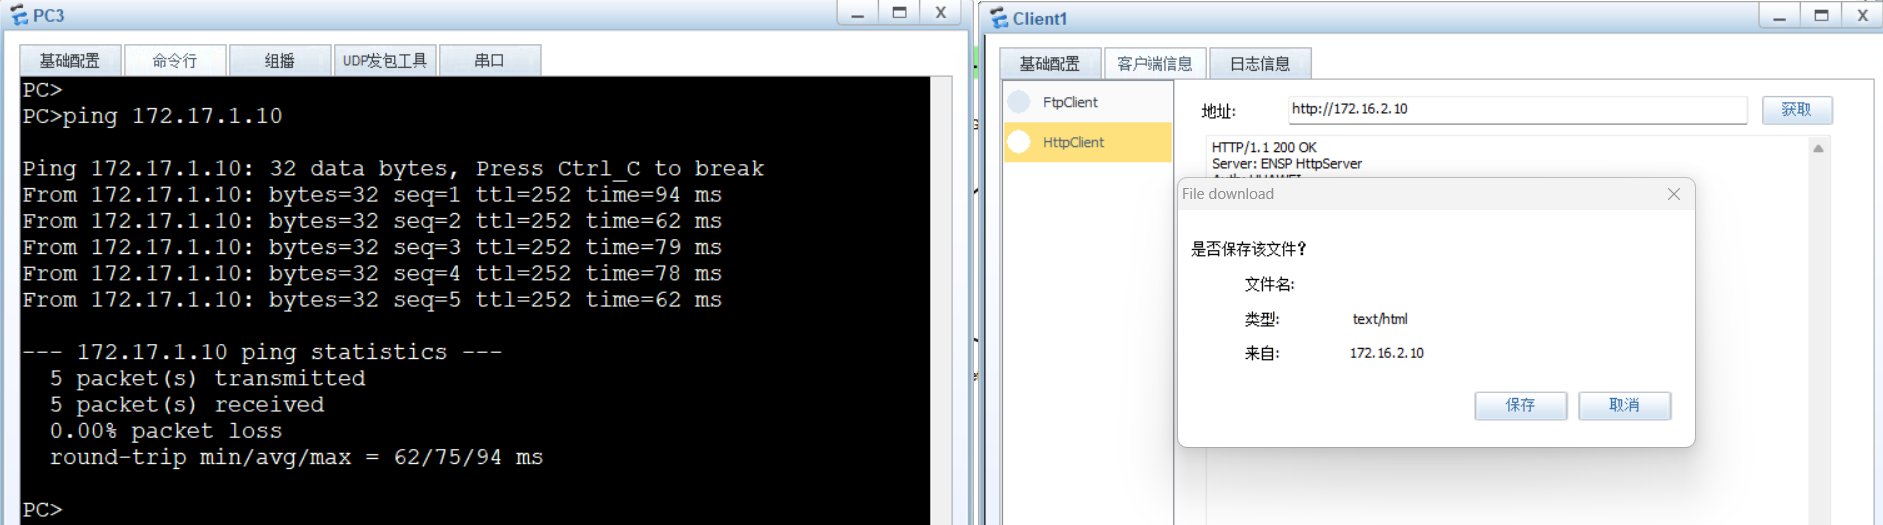 PC3
基础配置 命令行 组播 UDP发包工具 串口
PC>
PC>ping 172.17.1.10
Ping 172.17.1.10: 32 data bytes, Press Ctrl_C to break
From 172.17.1.10: bytes=32 seq=1 ttl=252 time=94 ms
From 172.17.1.10: bytes=32 seq=2 ttl=252 time=62 ms
From 172.17.1.10: bytes=32 seq=3 ttl=252 time=79 ms
From 172.17.1.10: bytes=32 seq=4 ttl=252 time=78 ms
From 172.17.1.10: bytes=32 seq=5 ttl=252 time=62 ms
--- 172.17.1.10 ping statistics ---
5 packet(s) transmitted
5 packet(s) received
0.00% packet loss
round-trip min/avg/max = 62/75/94 ms
PC>
Client1
基础配置 客户端信息 日志信息
FtpClient
HttpClient
地址: http://172.16.2.10 获取
HTTP/1.1 200 OK
Server: ENSP HttpServer
File download
是否保存该文件?
文件名:
类型: text/html
来自: 172.16.2.10
保存 取消